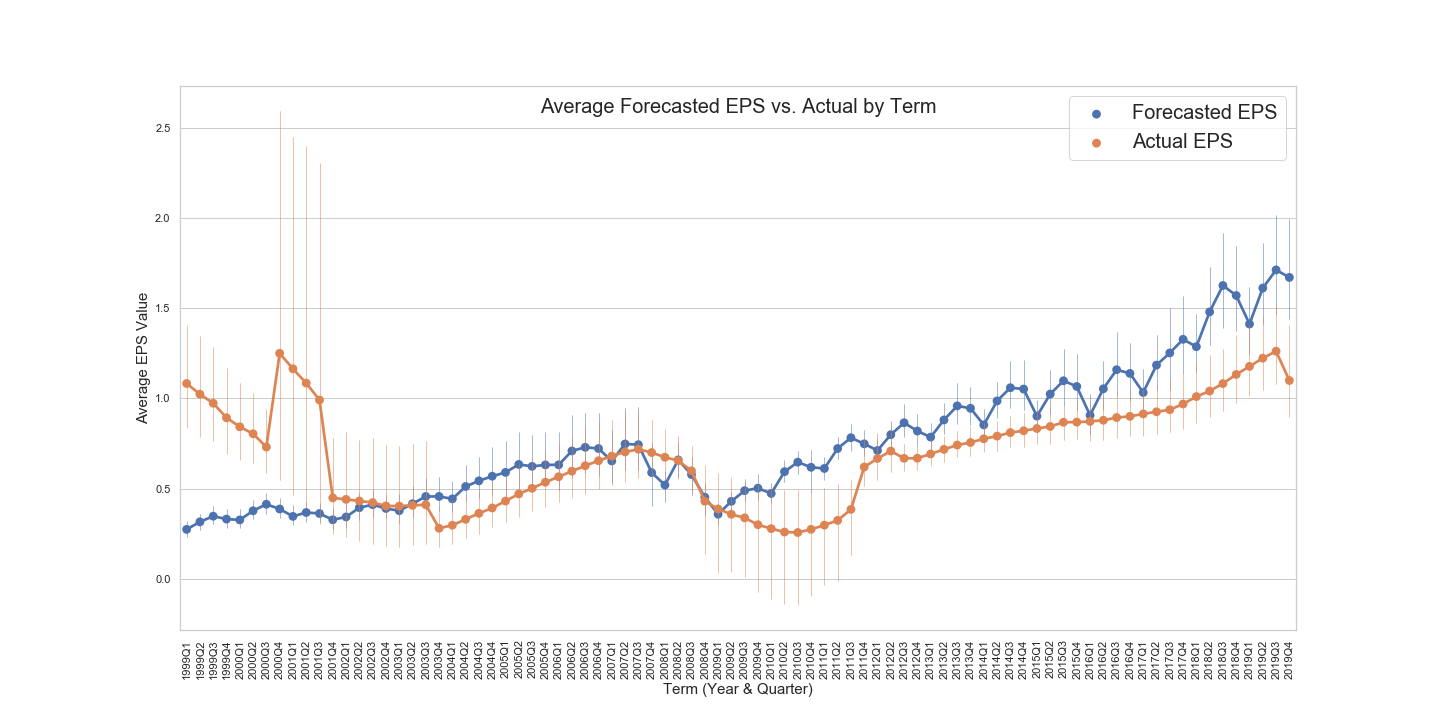 Average Forecasted EPS vs. Actual by Term
Forecasted EPS
Actual EPS
Average EPS Value
2.5
2.0
1.5
1.0
0.5
0.0
1999Q1
1999Q2
1999Q3
1999Q4
2000Q1
2000Q2
2000Q3
2000Q4
2001Q1
2001Q2
2001Q3
2001Q4
2002Q1
2002Q2
2002Q3
2002Q4
2003Q1
2003Q2
2003Q3
2003Q4
2004Q1
2004Q2
2004Q3
2004Q4
2005Q1
2005Q2
2005Q3
2005Q4
2006Q1
2006Q2
2006Q3
2006Q4
2007Q1
2007Q2
2007Q3
2007Q4
2008Q1
2008Q2
2008Q3
2008Q4
2009Q1
2009Q2
2009Q3
2009Q4
2010Q1
2010Q2
2010Q3
2010Q4
2011Q1
2011Q2
2011Q3
2011Q4
2012Q1
2012Q2
2012Q3
2012Q4
2013Q1
2013Q2
2013Q3
2013Q4
2014Q1
2014Q2
2014Q3
2014Q4
2015Q1
2015Q2
2015Q3
2015Q4
2016Q1
2016Q2
2016Q3
2016Q4
2017Q1
2017Q2
2017Q3
2017Q4
2018Q1
2018Q2
2018Q3
2018Q4
2019Q1
2019Q2
2019Q3
2019Q4
Term (Year & Quarter)